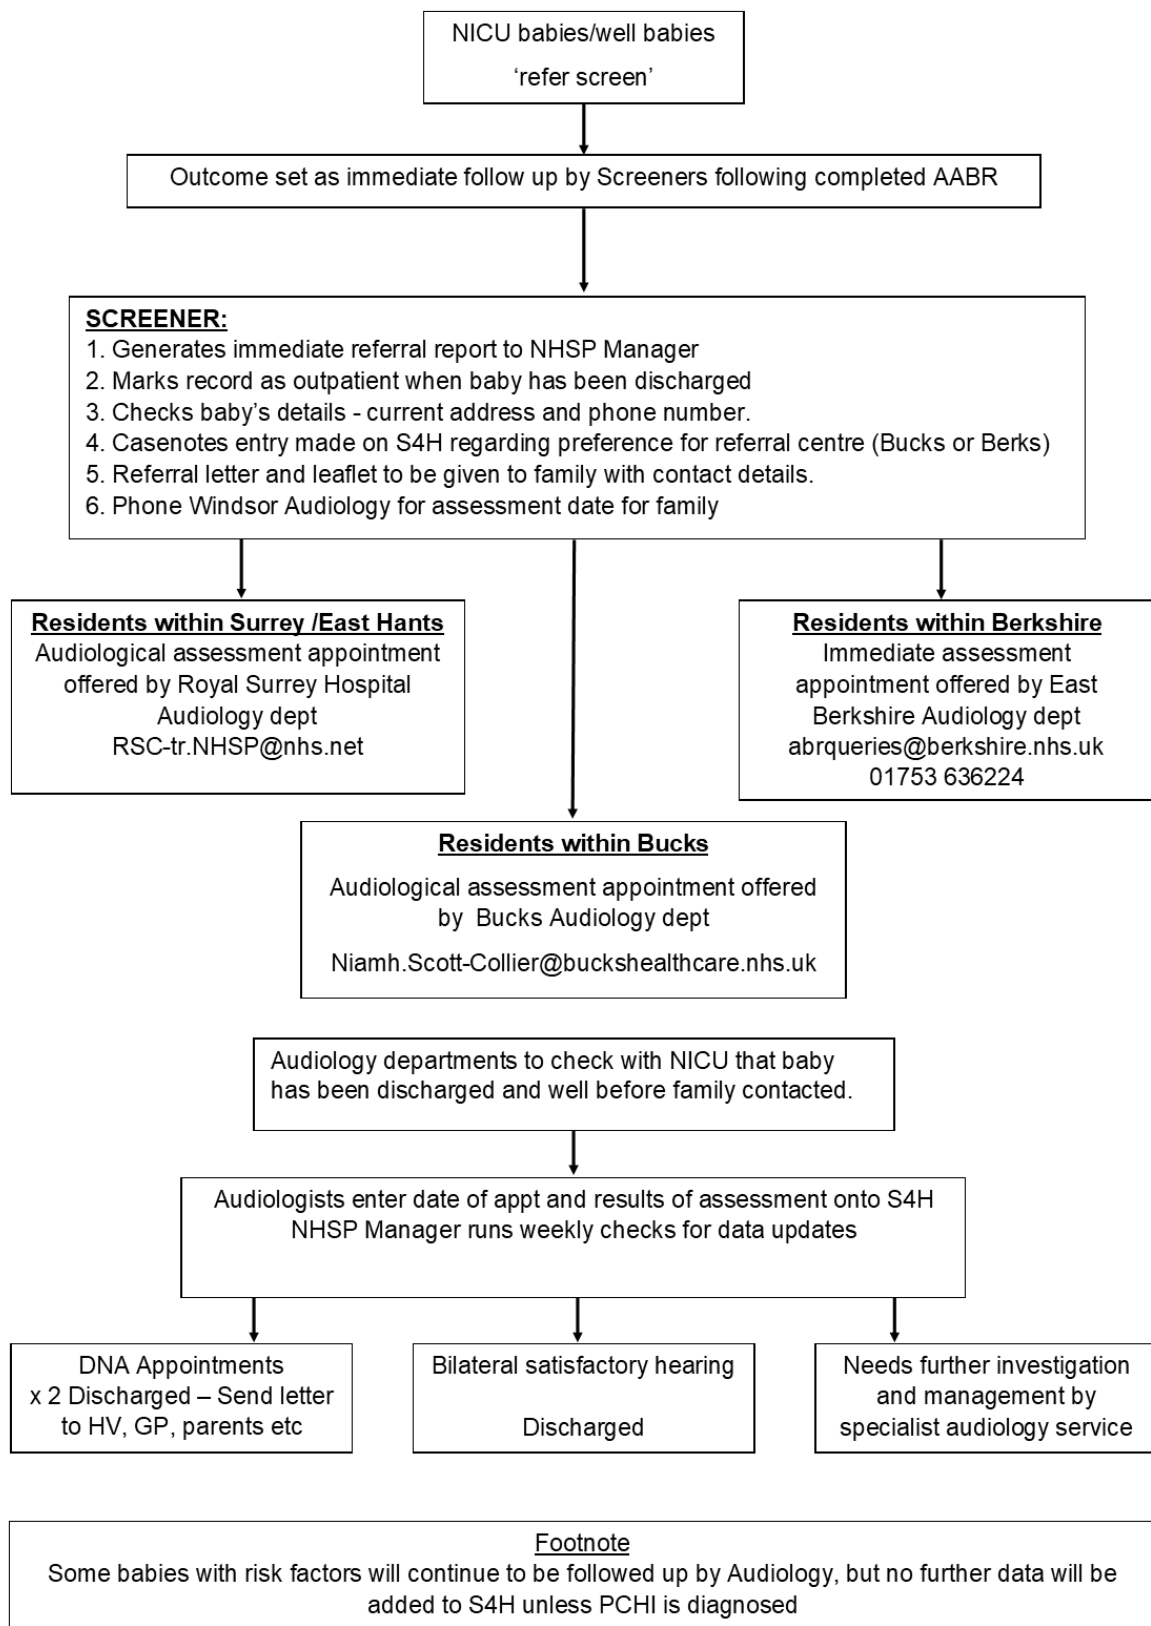 NICU babies/well babies
‘refer screen’
Outcome set as immediate follow up by Screeners following completed AABR
SCREENER:
1. Generates immediate referral report to NHSP Manager
2. Marks record as outpatient when baby has been discharged
3. Checks baby’s details - current address and phone number.
4. Casenotes entry made on S4H regarding preference for referral centre (Bucks or Berks)
5. Referral letter and leaflet to be given to family with contact details.
6. Phone Windsor Audiology for assessment date for family
Residents within Surrey /East Hants
Audiological assessment appointment
offered by Royal Surrey Hospital
Audiology dept
RSC-tr.NHSP@nhs.net
Residents within Berkshire
Immediate assessment
appointment offered by East
Berkshire Audiology dept
abrqueries@berkshire.nhs.uk
01753 636224
Residents within Bucks
Audiological assessment appointment offered
by Bucks Audiology dept
Niamh.Scott-Collier@buckshealthcare.nhs.uk
Audiology departments to check with NICU that baby
has been discharged and well before family contacted.
Audiologists enter date of appt and results of assessment onto S4H
NHSP Manager runs weekly checks for data updates
DNA Appointments
x 2 Discharged – Send letter
to HV, GP, parents etc
Bilateral satisfactory hearing
Discharged
Needs further investigation
and management by
specialist audiology service
Footnote
Some babies with risk factors will continue to be followed up by Audiology, but no further data will be
added to S4H unless PCHI is diagnosed